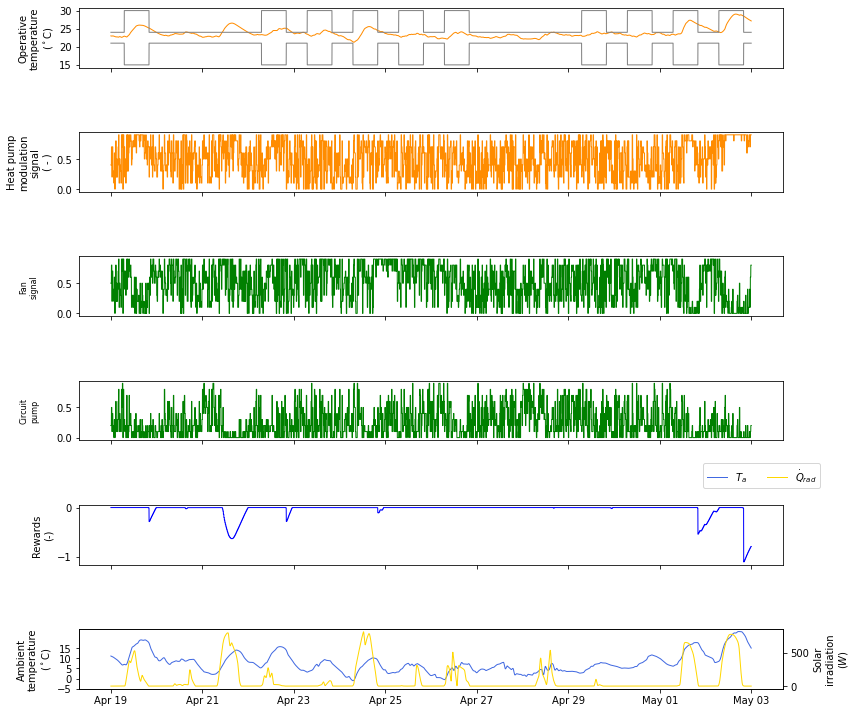 Operative
temperature
(°C)
30
25
20
15
Heat pump
modulation
signal
( - )
0.5
0.0
Fan
signal
0.5
0.0
Circuit
pump
0.5
0.0
T_a
Q̇_rad
Rewards
(-)
0
−1
Ambient
temperature
(°C)
15
10
5
0
−5
Solar
irradiation
(W)
500
0
Apr 19
Apr 21
Apr 23
Apr 25
Apr 27
Apr 29
May 01
May 03